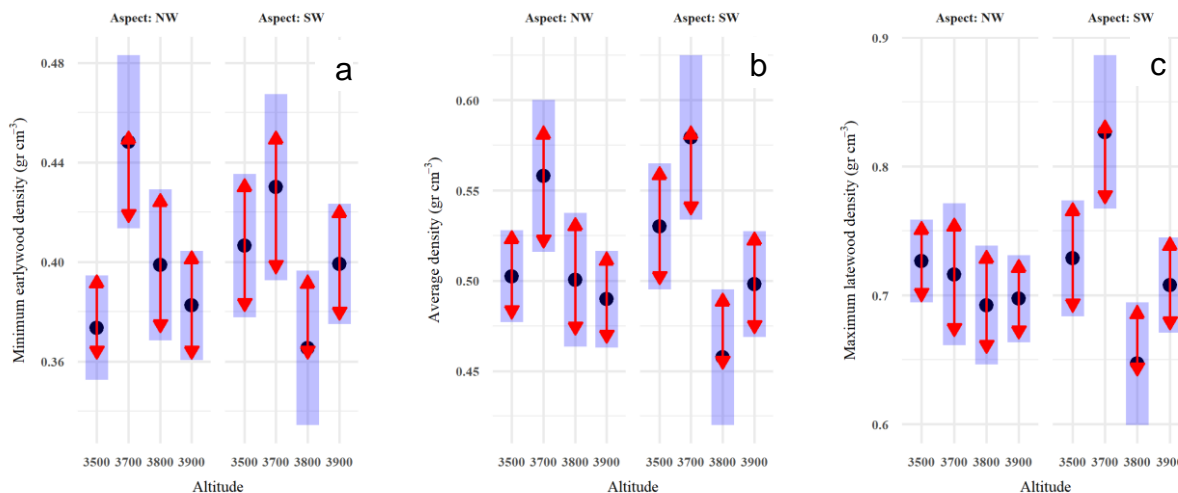 Aspect: NW Aspect: SW
a
Minimum earlywood density (gr cm⁻³)
0.48
0.44
0.40
0.36
3500 3700 3800 3900 3500 3700 3800 3900
Altitude
Aspect: NW Aspect: SW
b
Average density (gr cm⁻³)
0.60
0.55
0.50
0.45
3500 3700 3800 3900 3500 3700 3800 3900
Altitude
Aspect: NW Aspect: SW
c
Maximum latewood density (gr cm⁻³)
0.9
0.8
0.7
0.6
3500 3700 3800 3900 3500 3700 3800 3900
Altitude